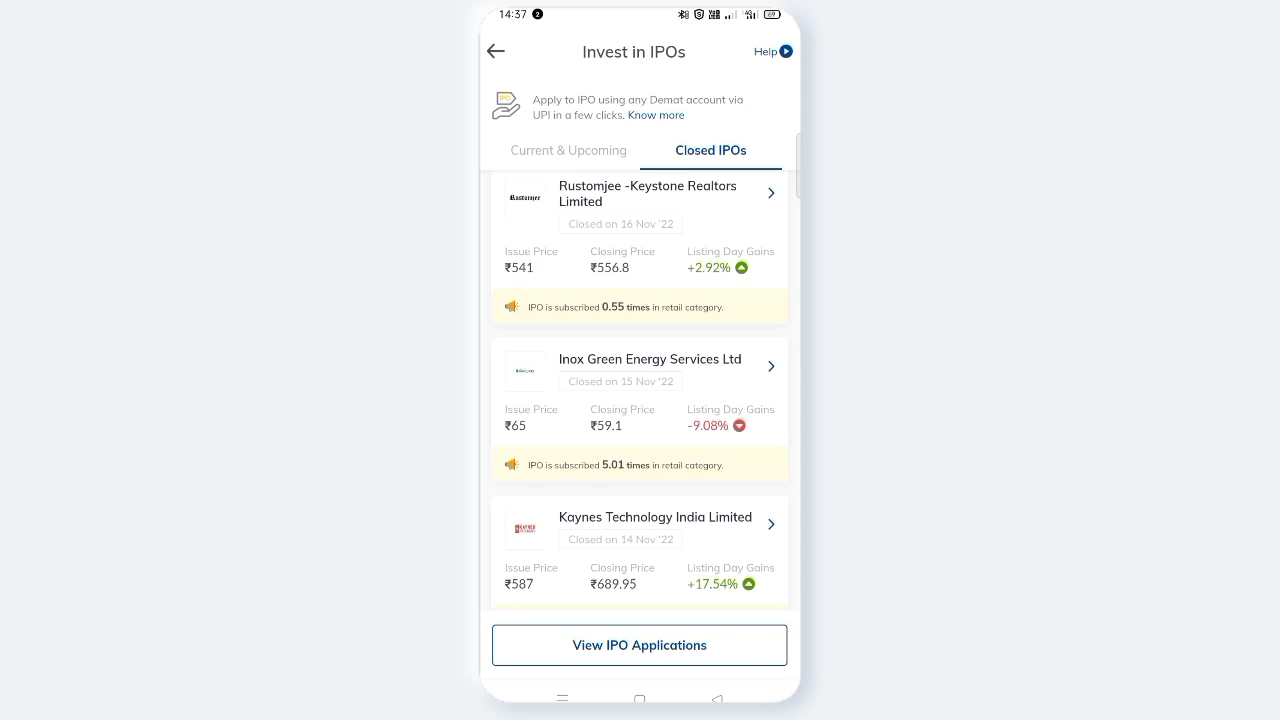 14:37 2 69
Invest in IPOs
Help
IPO
Apply to IPO using any Demat account via
UPI in a few clicks. Know more
Current & Upcoming
Closed IPOs
Rustomjee
Rustomjee -Keystone Realtors
Limited
Closed on 16 Nov '22
Issue Price Closing Price Listing Day Gains
₹541 ₹556.8 +2.92%
IPO is subscribed 0.55 times in retail category.
Inox Green Energy Services Ltd
Closed on 15 Nov '22
Issue Price Closing Price Listing Day Gains
₹65 ₹59.1 -9.08%
IPO is subscribed 5.01 times in retail category.
KAYNES
Kaynes Technology India Limited
Closed on 14 Nov '22
Issue Price Closing Price Listing Day Gains
₹587 ₹689.95 +17.54%
View IPO Applications